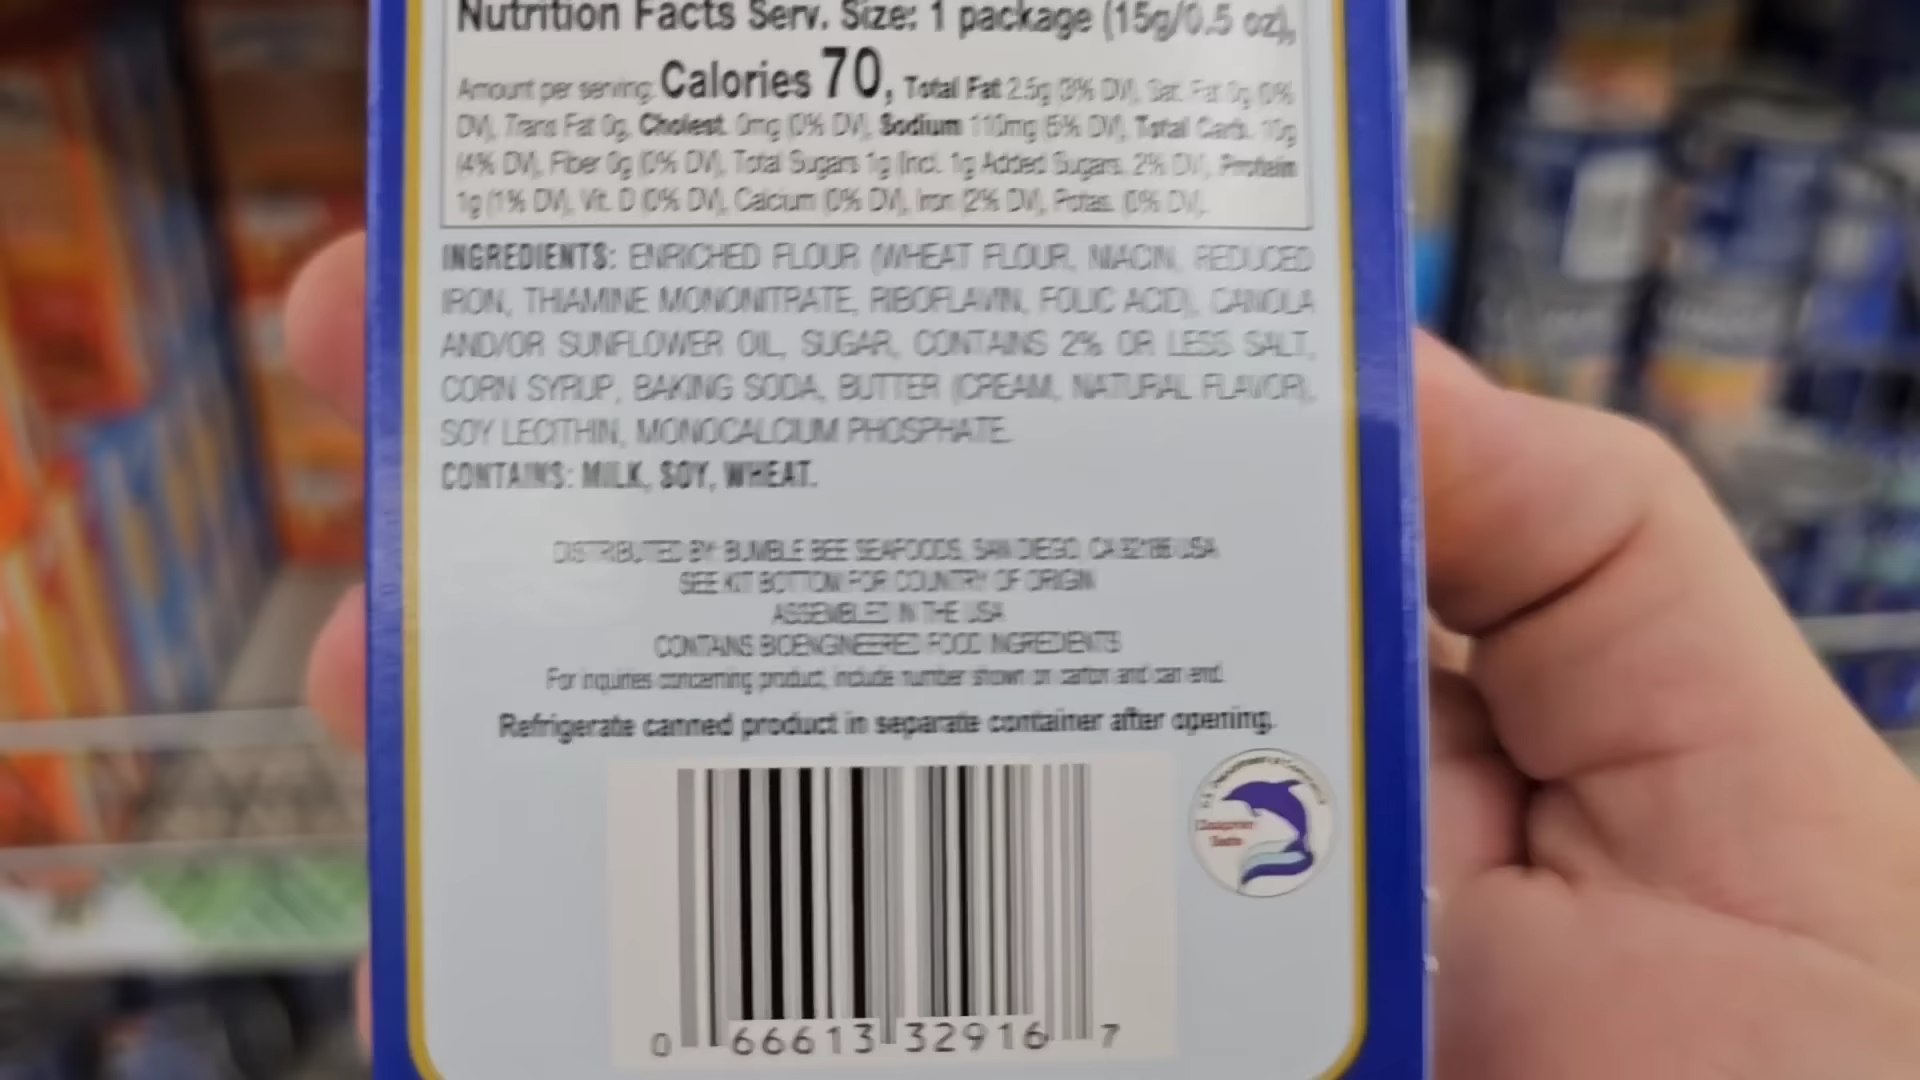 Nutrition Facts Serv. Size: 1 package (15g/0.5 oz),
Amount per serving: Calories 70, Total Fat 2.5g (3% DV), Sat. Fat 0g (0%
DV), Trans Fat 0g, Cholest. 0mg (0% DV), Sodium 110mg (5% DV), Total Carb. 10g
(4% DV), Fiber 0g (0% DV), Total Sugars 1g (Incl. 1g Added Sugars, 2% DV), Protein
1g (1% DV), Vit. D (0% DV), Calcium (0% DV), Iron (2% DV), Potas. (0% DV).
INGREDIENTS: ENRICHED FLOUR (WHEAT FLOUR, NIACIN, REDUCED
IRON, THIAMINE MONONITRATE, RIBOFLAVIN, FOLIC ACID), CANOLA
AND/OR SUNFLOWER OIL, SUGAR, CONTAINS 2% OR LESS SALT,
CORN SYRUP, BAKING SODA, BUTTER (CREAM, NATURAL FLAVOR),
SOY LECITHIN, MONOCALCIUM PHOSPHATE.
CONTAINS: MILK, SOY, WHEAT.
DISTRIBUTED BY: BUMBLE BEE SEAFOODS, SAN DIEGO, CA 92186 USA
SEE KIT BOTTOM FOR COUNTRY OF ORIGIN
ASSEMBLED IN THE USA
CONTAINS BIOENGINEERED FOOD INGREDIENTS
For inquiries concerning product, include number shown on carton and can end.
Refrigerate canned product in separate container after opening.
0 66613 32916 7